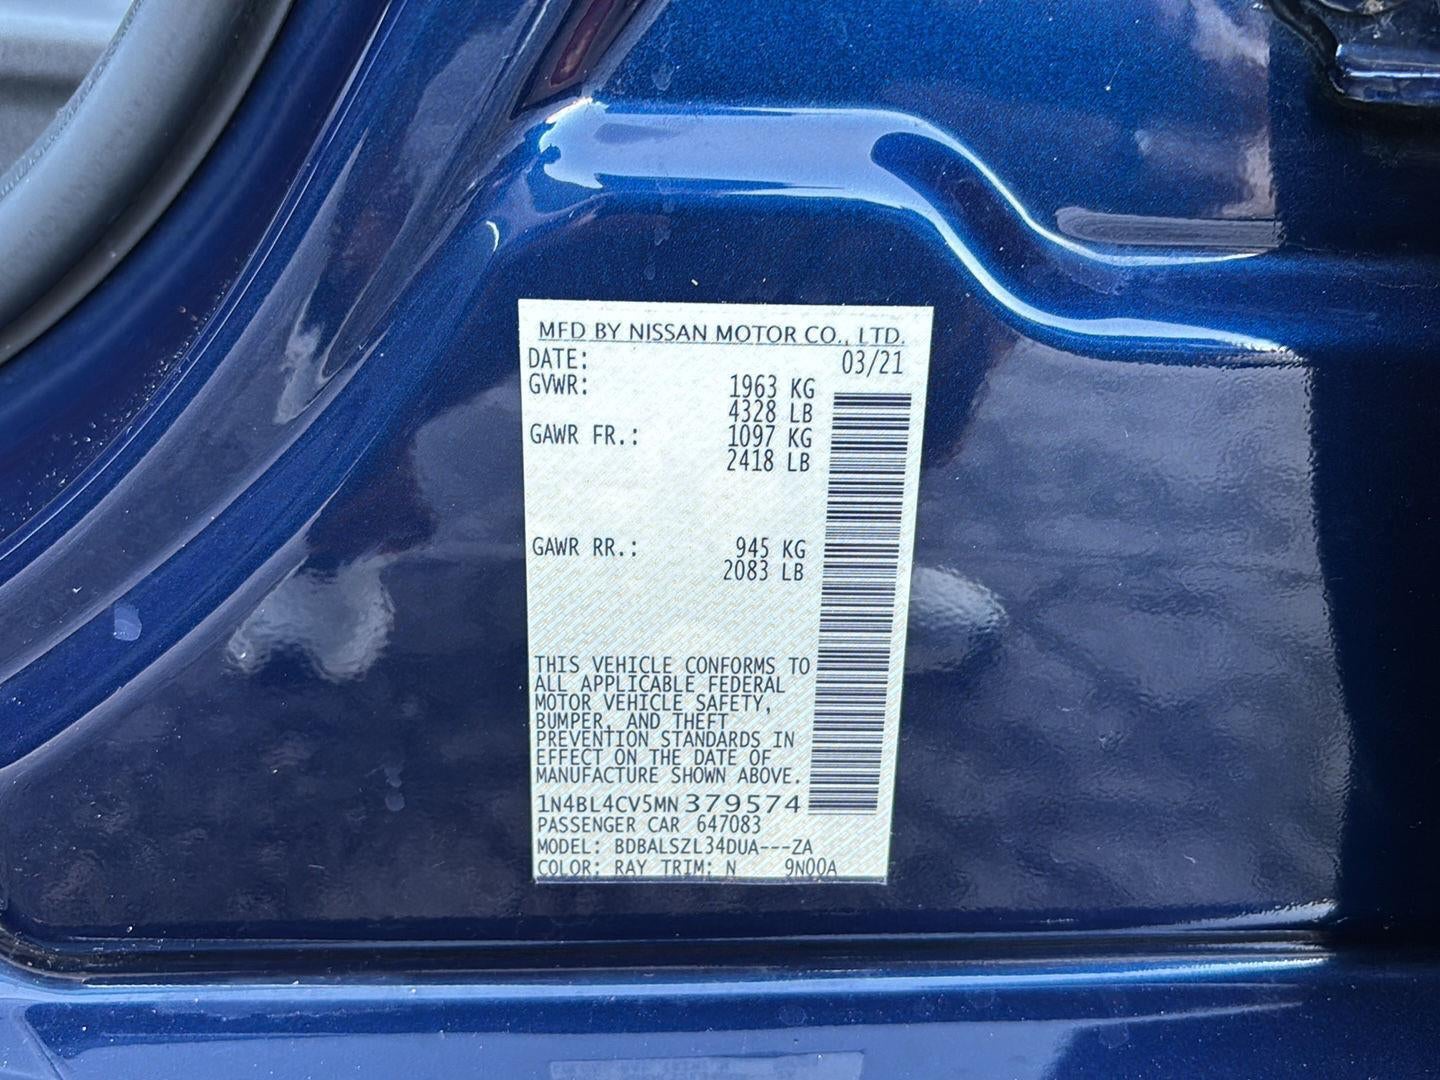 MFD BY NISSAN MOTOR CO., LTD.
DATE: 03/21
GVWR: 1963 KG
4328 LB
GAWR FR.: 1097 KG
2418 LB
GAWR RR.: 945 KG
2083 LB
THIS VEHICLE CONFORMS TO
ALL APPLICABLE FEDERAL
MOTOR VEHICLE SAFETY,
BUMPER, AND THEFT
PREVENTION STANDARDS IN
EFFECT ON THE DATE OF
MANUFACTURE SHOWN ABOVE.
1N4BL4CV5MN379574
PASSENGER CAR 647083
MODEL: BDBALSZL34DUA---ZA
COLOR: RAY TRIM: N 9N00A